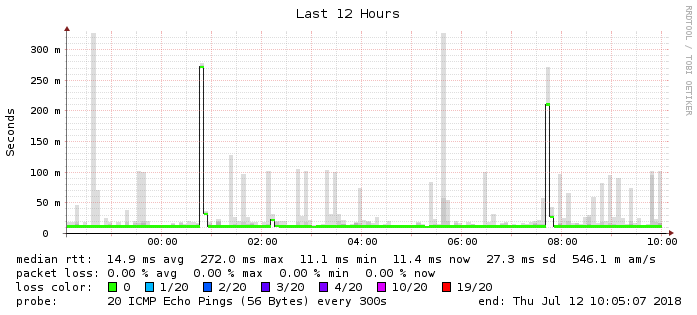 Last 12 Hours
RRDTOOL / TOBI OETIKER
Seconds
300 m
250 m
200 m
150 m
100 m
50 m
0
00:00 02:00 04:00 06:00 08:00 10:00
median rtt: 14.9 ms avg 272.0 ms max 11.1 ms min 11.4 ms now 27.3 ms sd 546.1 m am/s
packet loss: 0.00 % avg 0.00 % max 0.00 % min 0.00 % now
loss color: 0 1/20 2/20 3/20 4/20 10/20 19/20
probe: 20 ICMP Echo Pings (56 Bytes) every 300s end: Thu Jul 12 10:05:07 2018